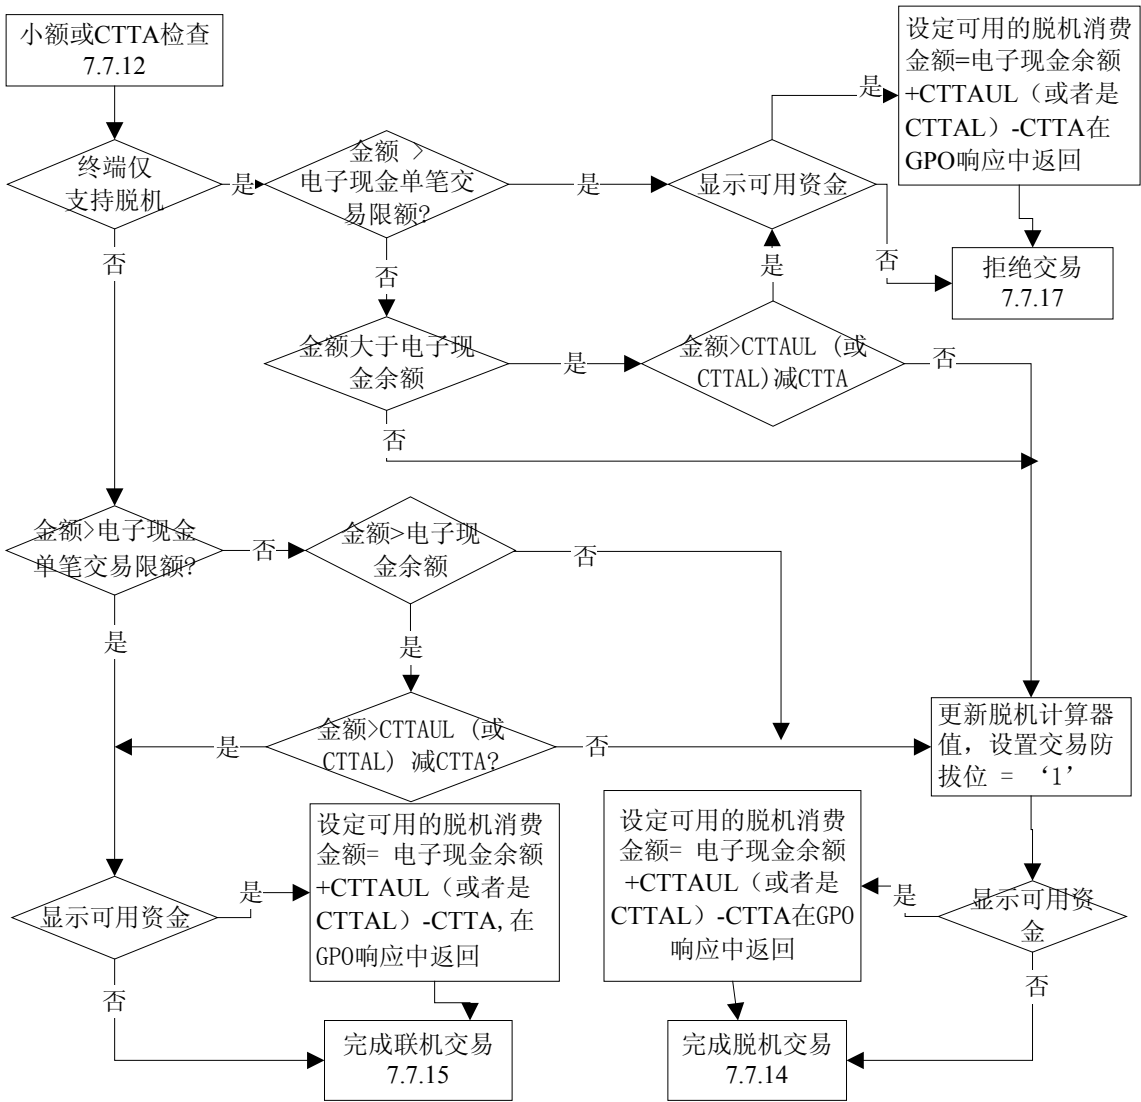 小额或CTTA检查
7.7.12
设定可用的脱机消费
金额=电子现金余额
+CTTAUL（或者是
CTTAL）-CTTA在
GPO响应中返回
终端仅
支持脱机
是
金额 >
电子现金单笔交
易限额?
是
显示可用资金
是
否
拒绝交易
7.7.17
否
否
是
金额大于电子现
金余额
是
金额>CTTAUL (或
CTTAL)减CTTA
否
否
金额>电子现金
单笔交易限额?
否
金额>电子现
金余额
否
是
是
金额>CTTAUL (或
CTTAL) 减CTTA?
是
否
更新脱机计算器
值，设置交易防
拔位 = ‘1’
设定可用的脱机消费
金额= 电子现金余额
+CTTAUL（或者是
CTTAL）-CTTA,在
GPO响应中返回
设定可用的脱机消费
金额= 电子现金余额
+CTTAUL（或者是
CTTAL）-CTTA在GPO
响应中返回
显示可用资金
是
是
显示可用资
金
否
否
完成联机交易
7.7.15
完成脱机交易
7.7.14